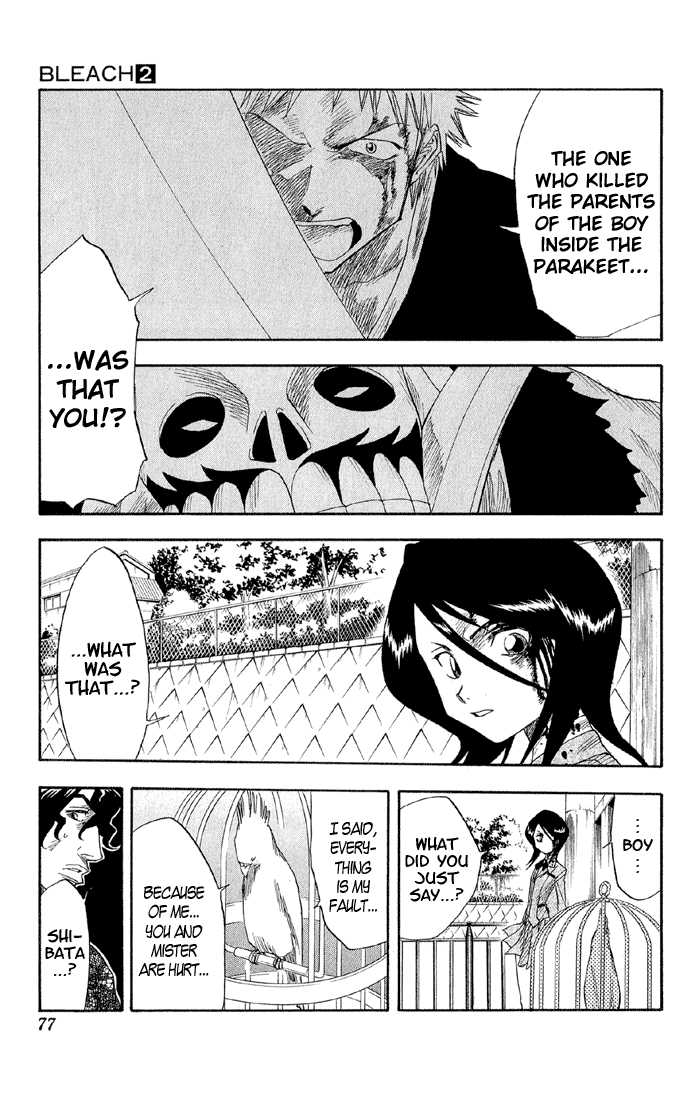 BLEACH2
THE ONE
WHO KILLED
THE PARENTS
OF THE BOY
INSIDE THE
PARAKEET...
...WAS
THAT
YOU!?
...WHAT
WAS
THAT...?
......
BOY
......
WHAT
DID YOU
JUST
SAY...?
I SAID,
EVERY-
THING
IS MY
FAULT...
BECAUSE
OF ME...
YOU AND
MISTER
ARE HURT...
SHI-
BATA
...?
77